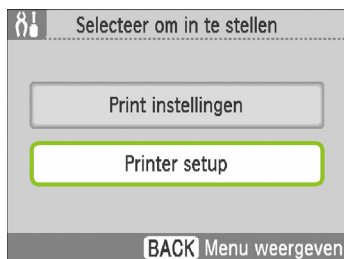 Selecteer om in te stellen
Print instellingen
Printer setup
BACK Menu weergeven